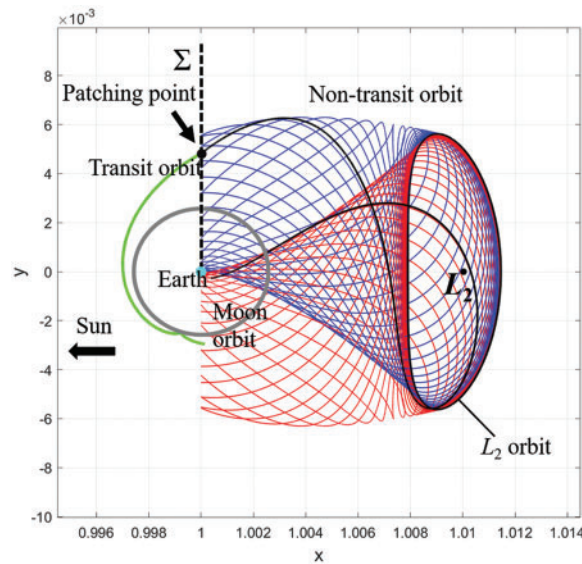 ×10⁻³
8
6
4
2
0
-2
-4
-6
-8
-10
y
Σ
Patching point
Transit orbit
Non-transit orbit
Earth
Moon
orbit
Sun
L₂
L₂ orbit
0.996 0.998 1 1.002 1.004 1.006 1.008 1.01 1.012 1.014
x